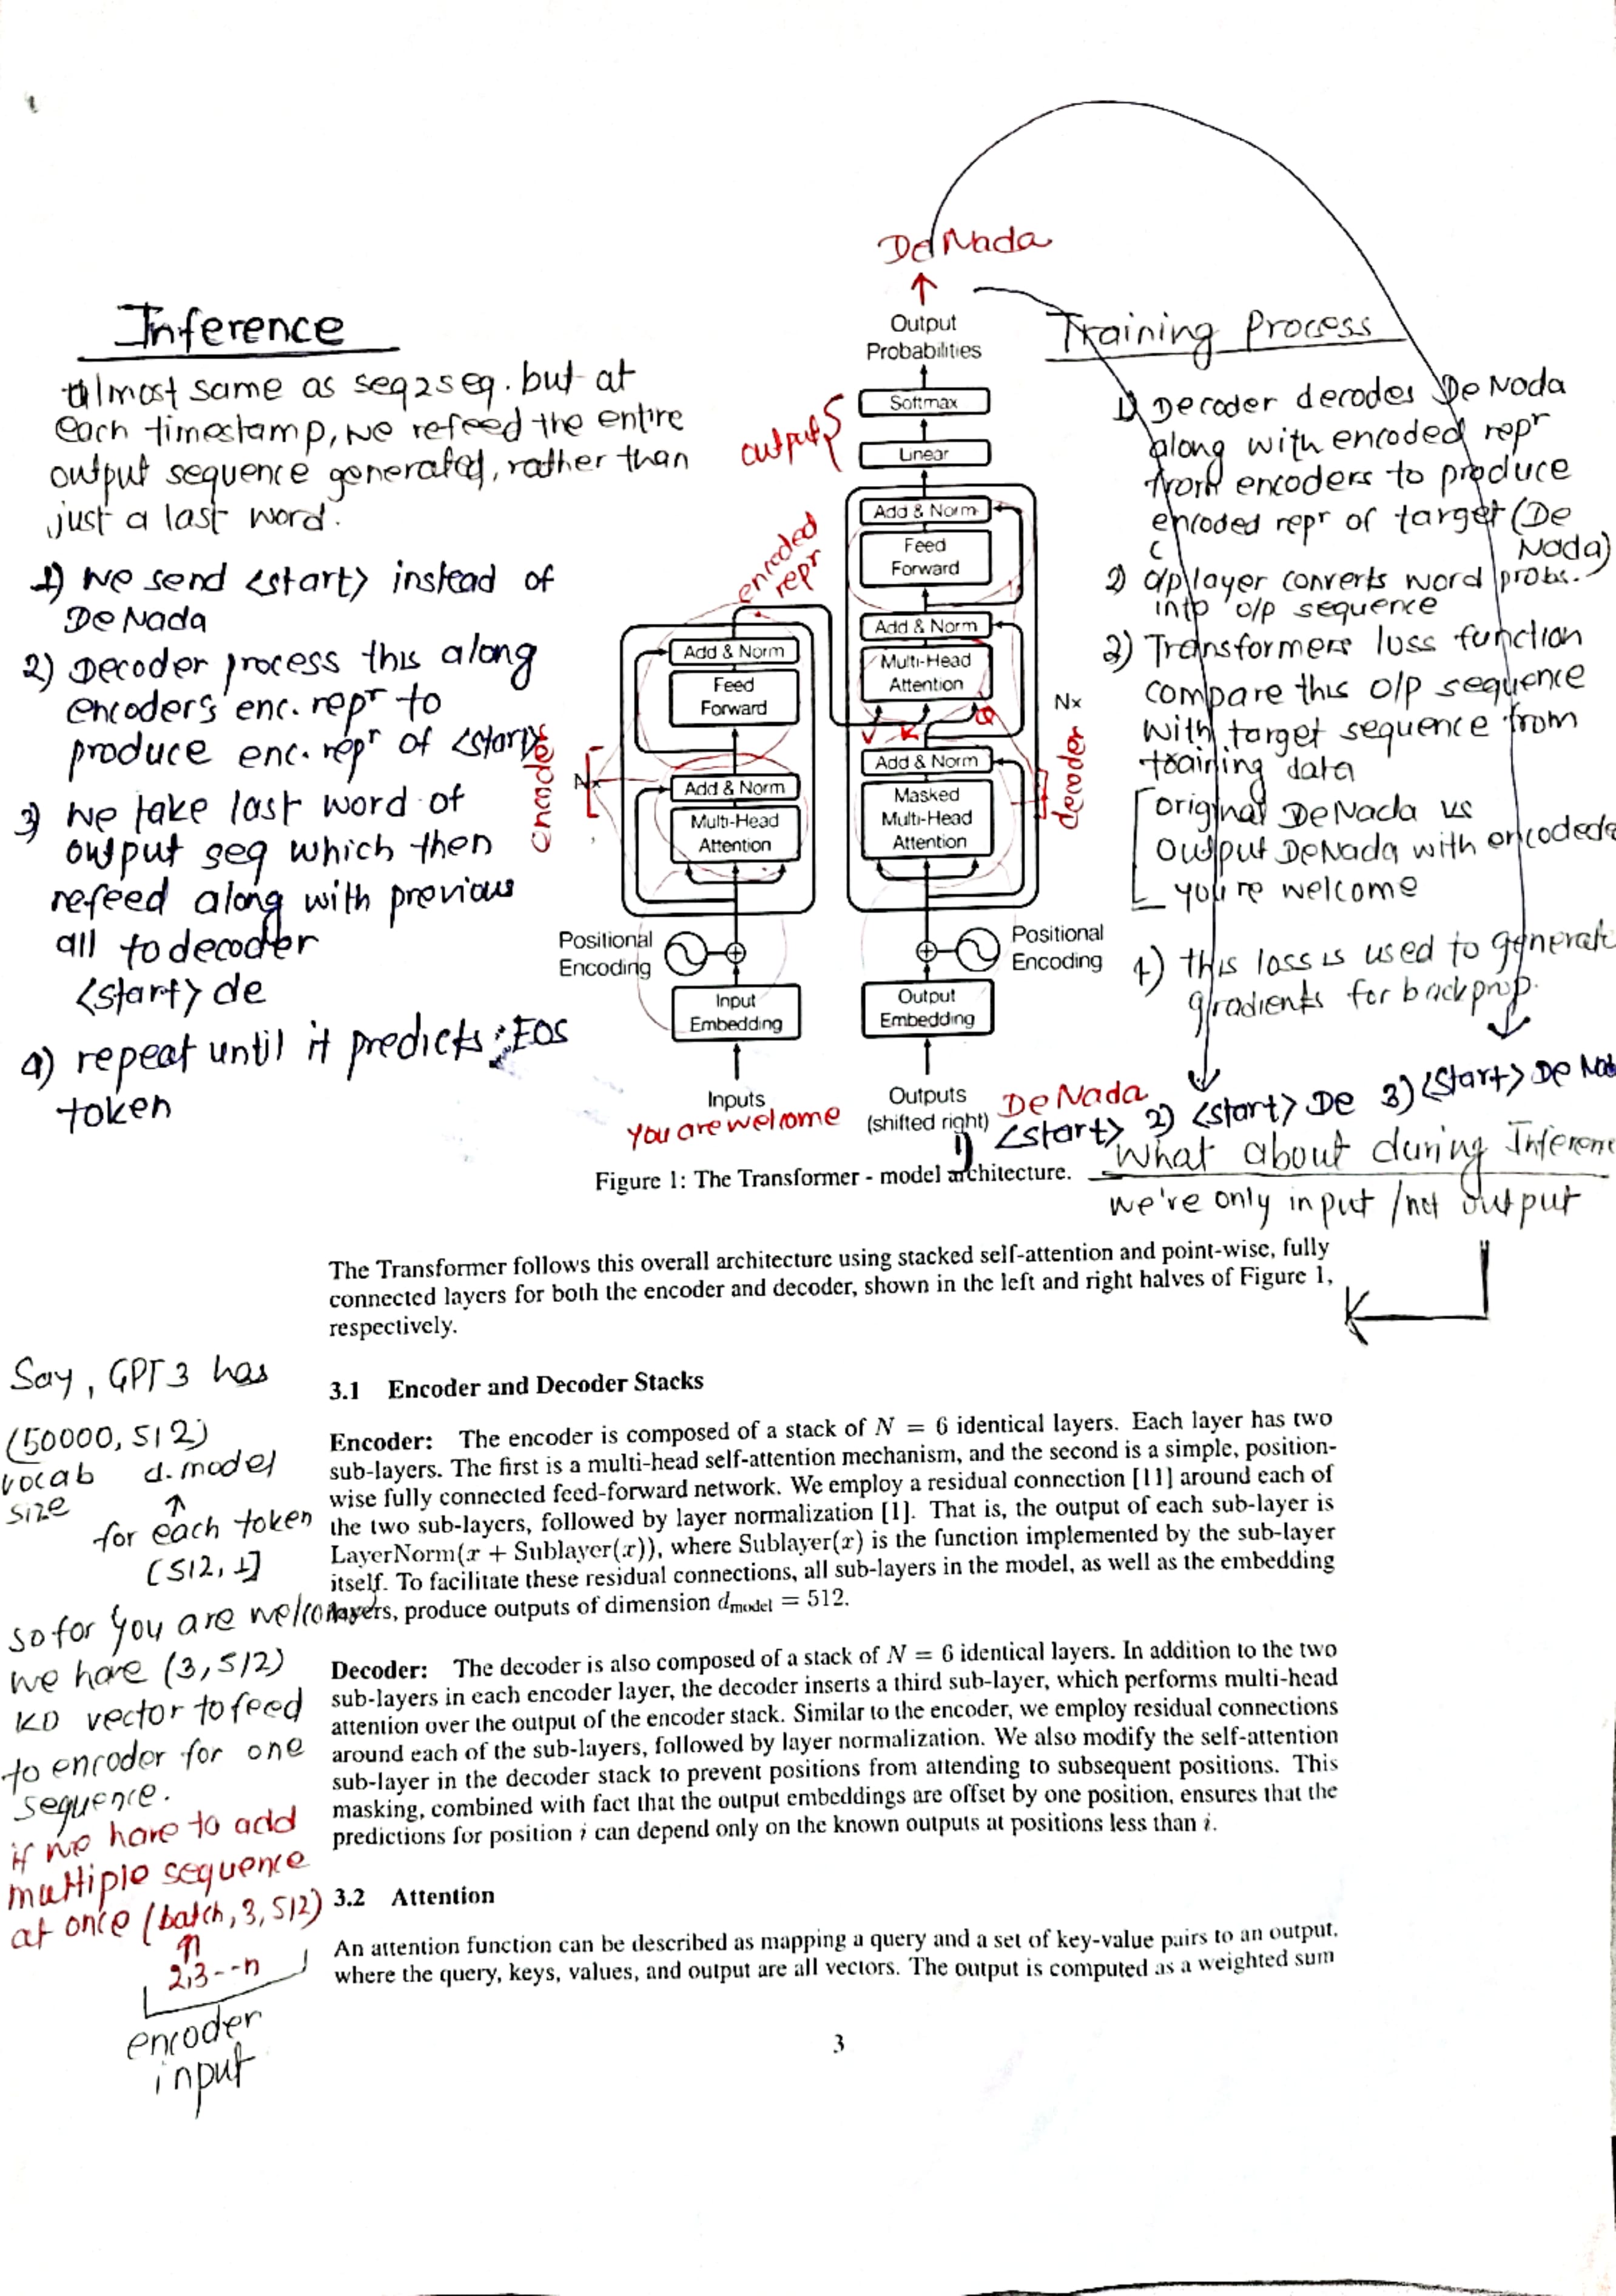 De Nada
Output
Probabilities
Softmax
Linear
output
Add & Norm
Feed
Forward
Add & Norm
Multi-Head
Attention
V K Q
Add & Norm
Masked
Multi-Head
Attention
Nx
decoder
encoded
repr
Add & Norm
Feed
Forward
Add & Norm
Multi-Head
Attention
Nx
encoder
Positional
Encoding
Positional
Encoding
Input
Embedding
Output
Embedding
Inputs
You are welcome
Outputs
(shifted right)
De Nada
1) <start> 2) <start> De 3) <start> De
Figure 1: The Transformer - model architecture.
Inference
almost same as seq2seq. but at
each timestamp, we refeed the entire
output sequence generated, rather than
just a last word.
1) we send <start> instead of
De Nada
2) Decoder process this along
encoders enc. repr to
produce enc. repr of <start>
3) we take last word of
output seq which then
refeed along with previous
all to decoder
<start> de
4) repeat until it predicts EOS
token
Training Process
1) Decoder decodes De Nada
along with encoded repr
from encoders to produce
encoded repr of target (De
Nada)
2) o/p layer converts word probs.
into o/p sequence
3) Transformers loss function
compare this o/p sequence
with target sequence from
training data
original De Nada vs
output De Nada with encoded
you're welcome
4) this loss is used to generate
gradients for backprop.
What about during Inference
we're only input / not output
The Transformer follows this overall architecture using stacked self-attention and point-wise, fully
connected layers for both the encoder and decoder, shown in the left and right halves of Figure 1,
respectively.
3.1 Encoder and Decoder Stacks
Encoder: The encoder is composed of a stack of N = 6 identical layers. Each layer has two
sub-layers. The first is a multi-head self-attention mechanism, and the second is a simple, position-
wise fully connected feed-forward network. We employ a residual connection [11] around each of
the two sub-layers, followed by layer normalization [1]. That is, the output of each sub-layer is
LayerNorm(x + Sublayer(x)), where Sublayer(x) is the function implemented by the sub-layer
itself. To facilitate these residual connections, all sub-layers in the model, as well as the embedding
layers, produce outputs of dimension dmodel = 512.
Decoder: The decoder is also composed of a stack of N = 6 identical layers. In addition to the two
sub-layers in each encoder layer, the decoder inserts a third sub-layer, which performs multi-head
attention over the output of the encoder stack. Similar to the encoder, we employ residual connections
around each of the sub-layers, followed by layer normalization. We also modify the self-attention
sub-layer in the decoder stack to prevent positions from attending to subsequent positions. This
masking, combined with fact that the output embeddings are offset by one position, ensures that the
predictions for position i can depend only on the known outputs at positions less than i.
3.2 Attention
An attention function can be described as mapping a query and a set of key-value pairs to an output,
where the query, keys, values, and output are all vectors. The output is computed as a weighted sum
3
Say, GPT3 has
(50000, 512)
vocab d.model
size
for each token
[512, 1]
so for You are welcome
we have (3, 512)
vector to feed
to encoder for one
sequence.
if we have to add
multiple sequence
at once (batch, 3, 512)
2,3--n
encoder
input